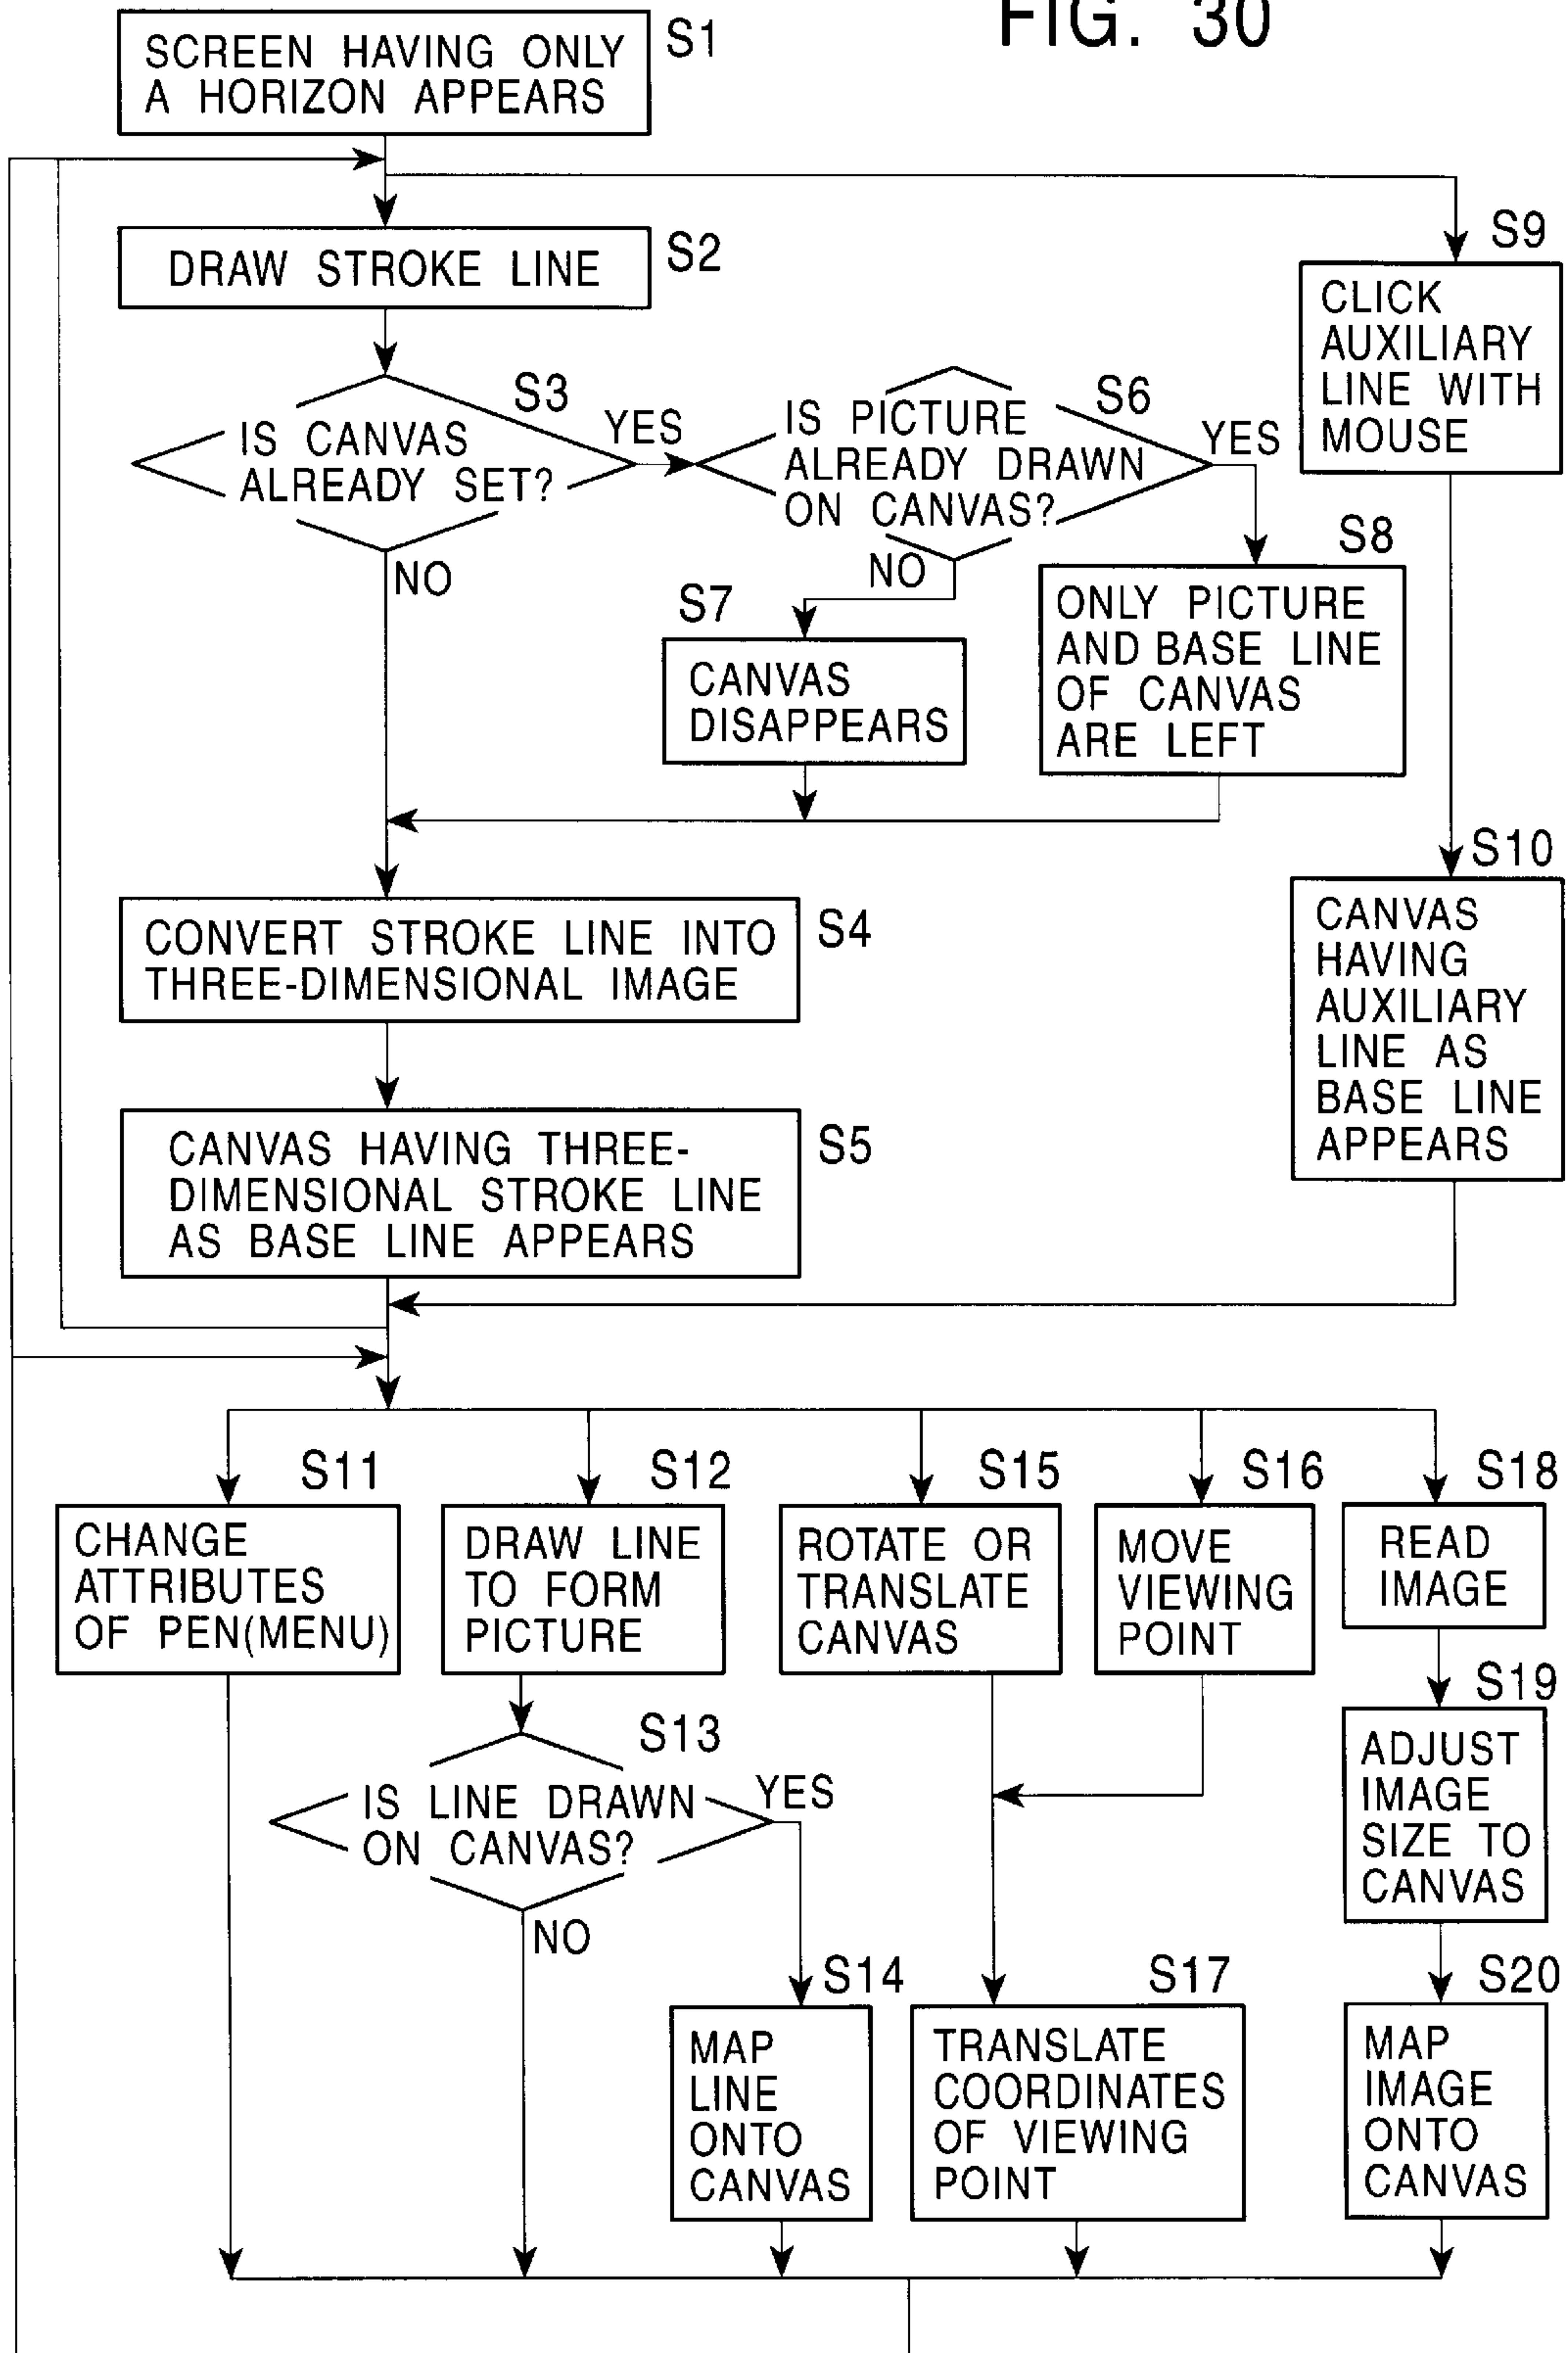 FIG. 30
S1
SCREEN HAVING ONLY
A HORIZON APPEARS
S2
DRAW STROKE LINE
S9
CLICK
AUXILIARY
LINE WITH
MOUSE
S3
IS CANVAS
ALREADY SET?
YES
NO
S6
IS PICTURE
ALREADY DRAWN
ON CANVAS?
YES
NO
S7
CANVAS
DISAPPEARS
S8
ONLY PICTURE
AND BASE LINE
OF CANVAS
ARE LEFT
S10
CANVAS
HAVING
AUXILIARY
LINE AS
BASE LINE
APPEARS
S4
CONVERT STROKE LINE INTO
THREE-DIMENSIONAL IMAGE
S5
CANVAS HAVING THREE-
DIMENSIONAL STROKE LINE
AS BASE LINE APPEARS
S11
CHANGE
ATTRIBUTES
OF PEN(MENU)
S12
DRAW LINE
TO FORM
PICTURE
S15
ROTATE OR
TRANSLATE
CANVAS
S16
MOVE
VIEWING
POINT
S18
READ
IMAGE
S13
IS LINE DRAWN
ON CANVAS?
YES
NO
S19
ADJUST
IMAGE
SIZE TO
CANVAS
S14
MAP
LINE
ONTO
CANVAS
S17
TRANSLATE
COORDINATES
OF VIEWING
POINT
S20
MAP
IMAGE
ONTO
CANVAS